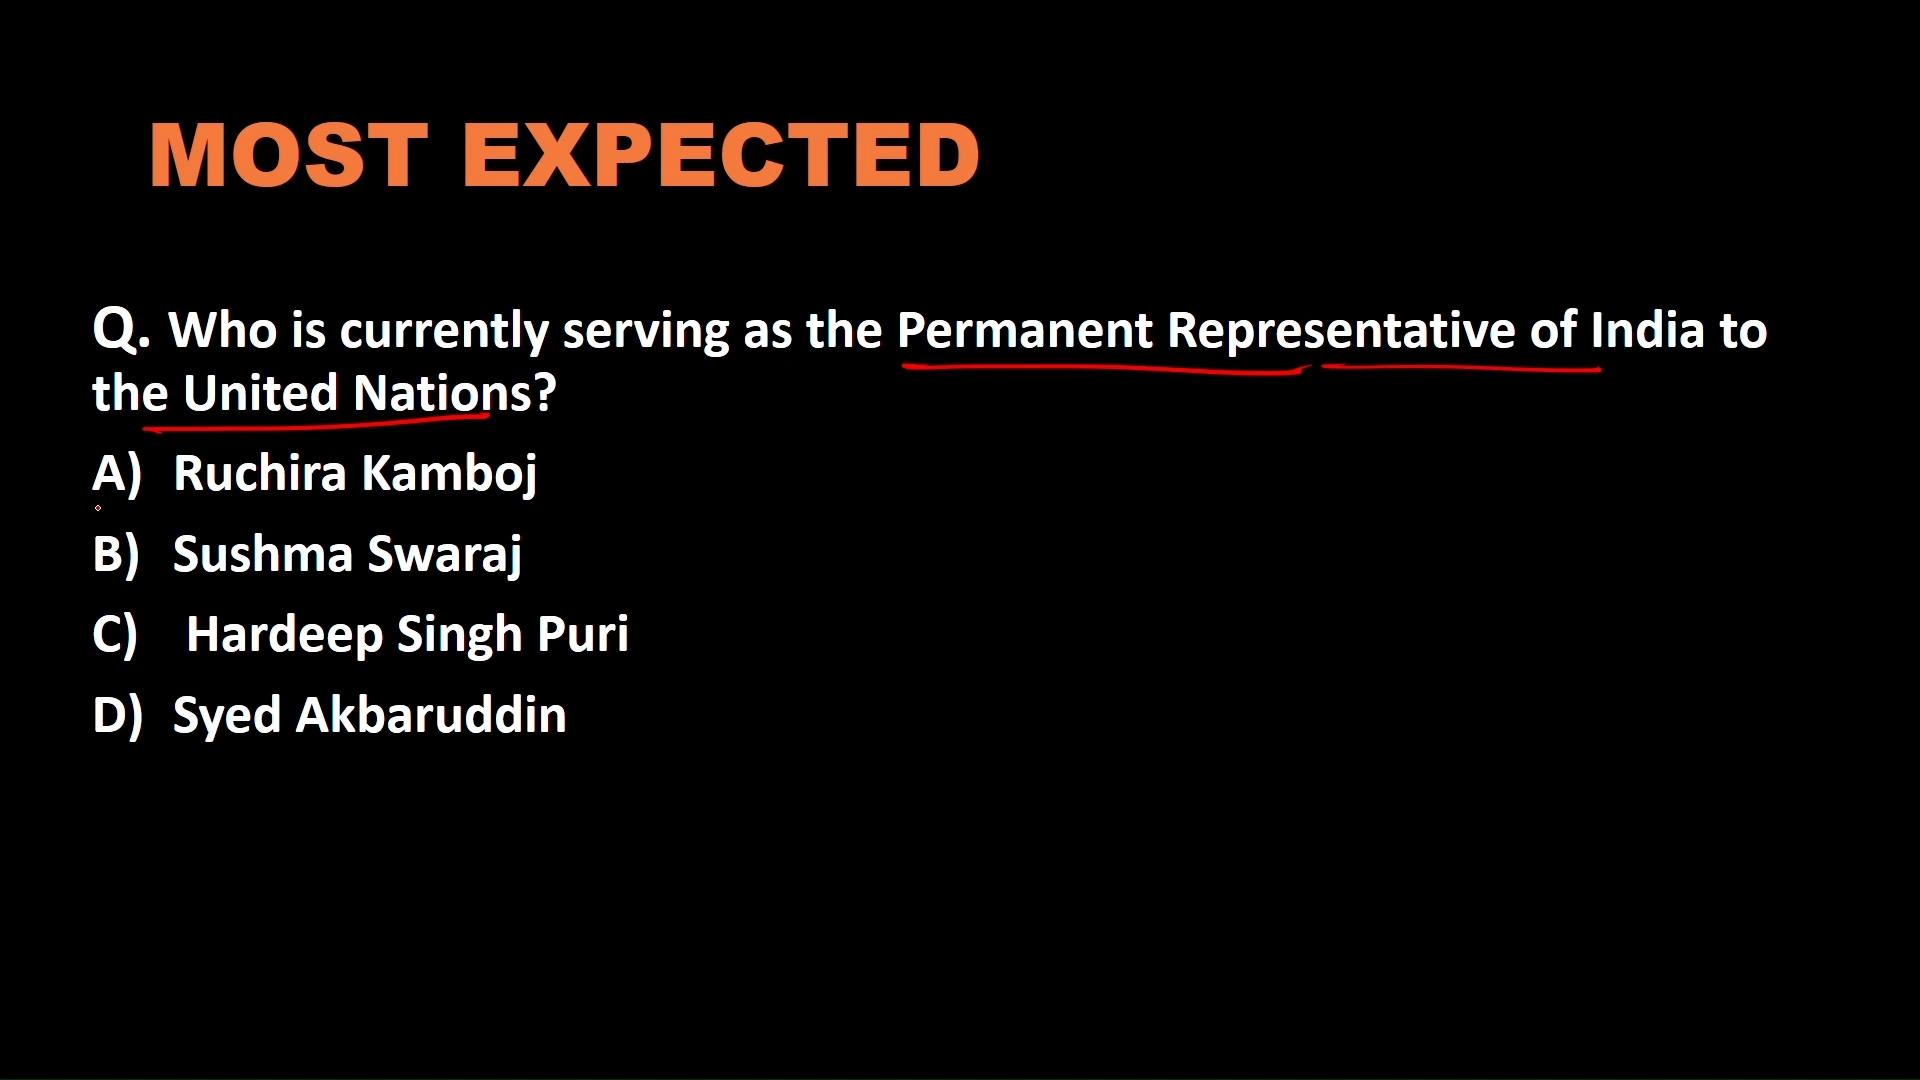 MOST EXPECTED
Q. Who is currently serving as the Permanent Representative of India to
the United Nations?
A) Ruchira Kamboj
B) Sushma Swaraj
C) Hardeep Singh Puri
D) Syed Akbaruddin